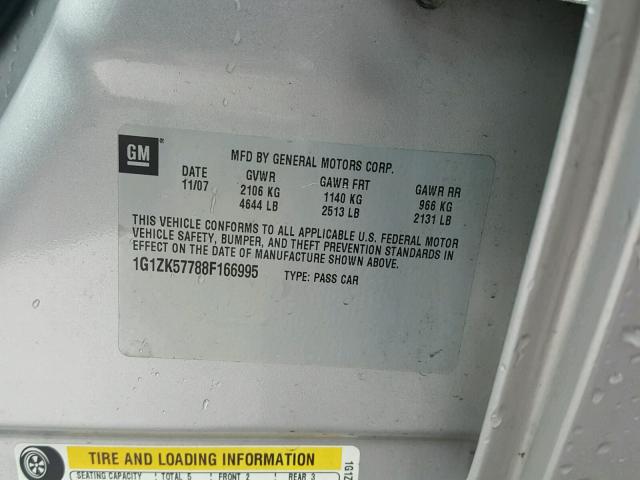 GM ®
MFD BY GENERAL MOTORS CORP.
DATE GVWR GAWR FRT GAWR RR
11/07 2106 KG 1140 KG 966 KG
4644 LB 2513 LB 2131 LB
THIS VEHICLE CONFORMS TO ALL APPLICABLE U.S. FEDERAL MOTOR
VEHICLE SAFETY, BUMPER, AND THEFT PREVENTION STANDARDS IN
EFFECT ON THE DATE OF MANUFACTURE SHOWN ABOVE.
1G1ZK57788F166995 TYPE: PASS CAR
TIRE AND LOADING INFORMATION
SEATING CAPACITY TOTAL 5 FRONT 2 REAR 3
1G1Z